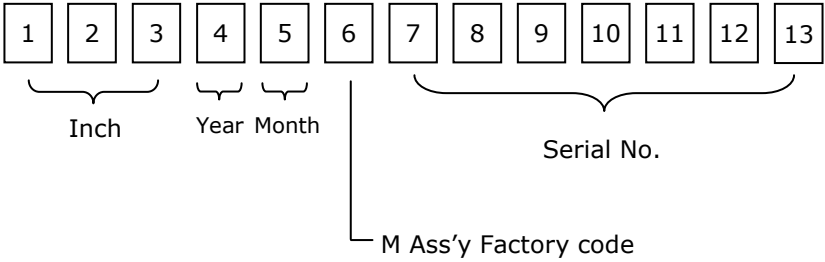 1 2 3 4 5 6 7 8 9 10 11 12 13
Inch Year Month
Serial No.
M Ass’y Factory code